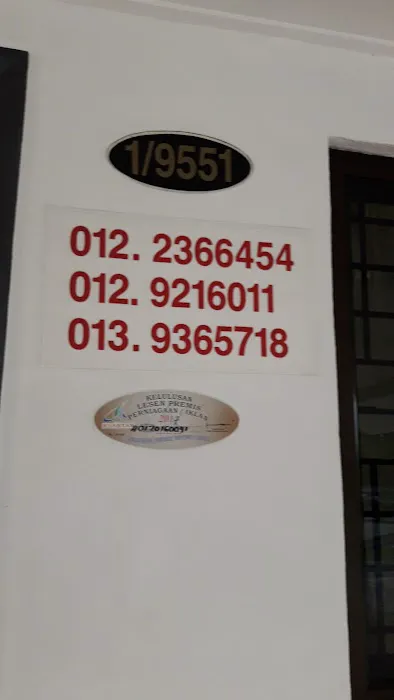 1/9551
012. 2366454
012. 9216011
013. 9365718
KELULUSAN
LESEN PREMIS
PERNIAGAAN / IKLAN